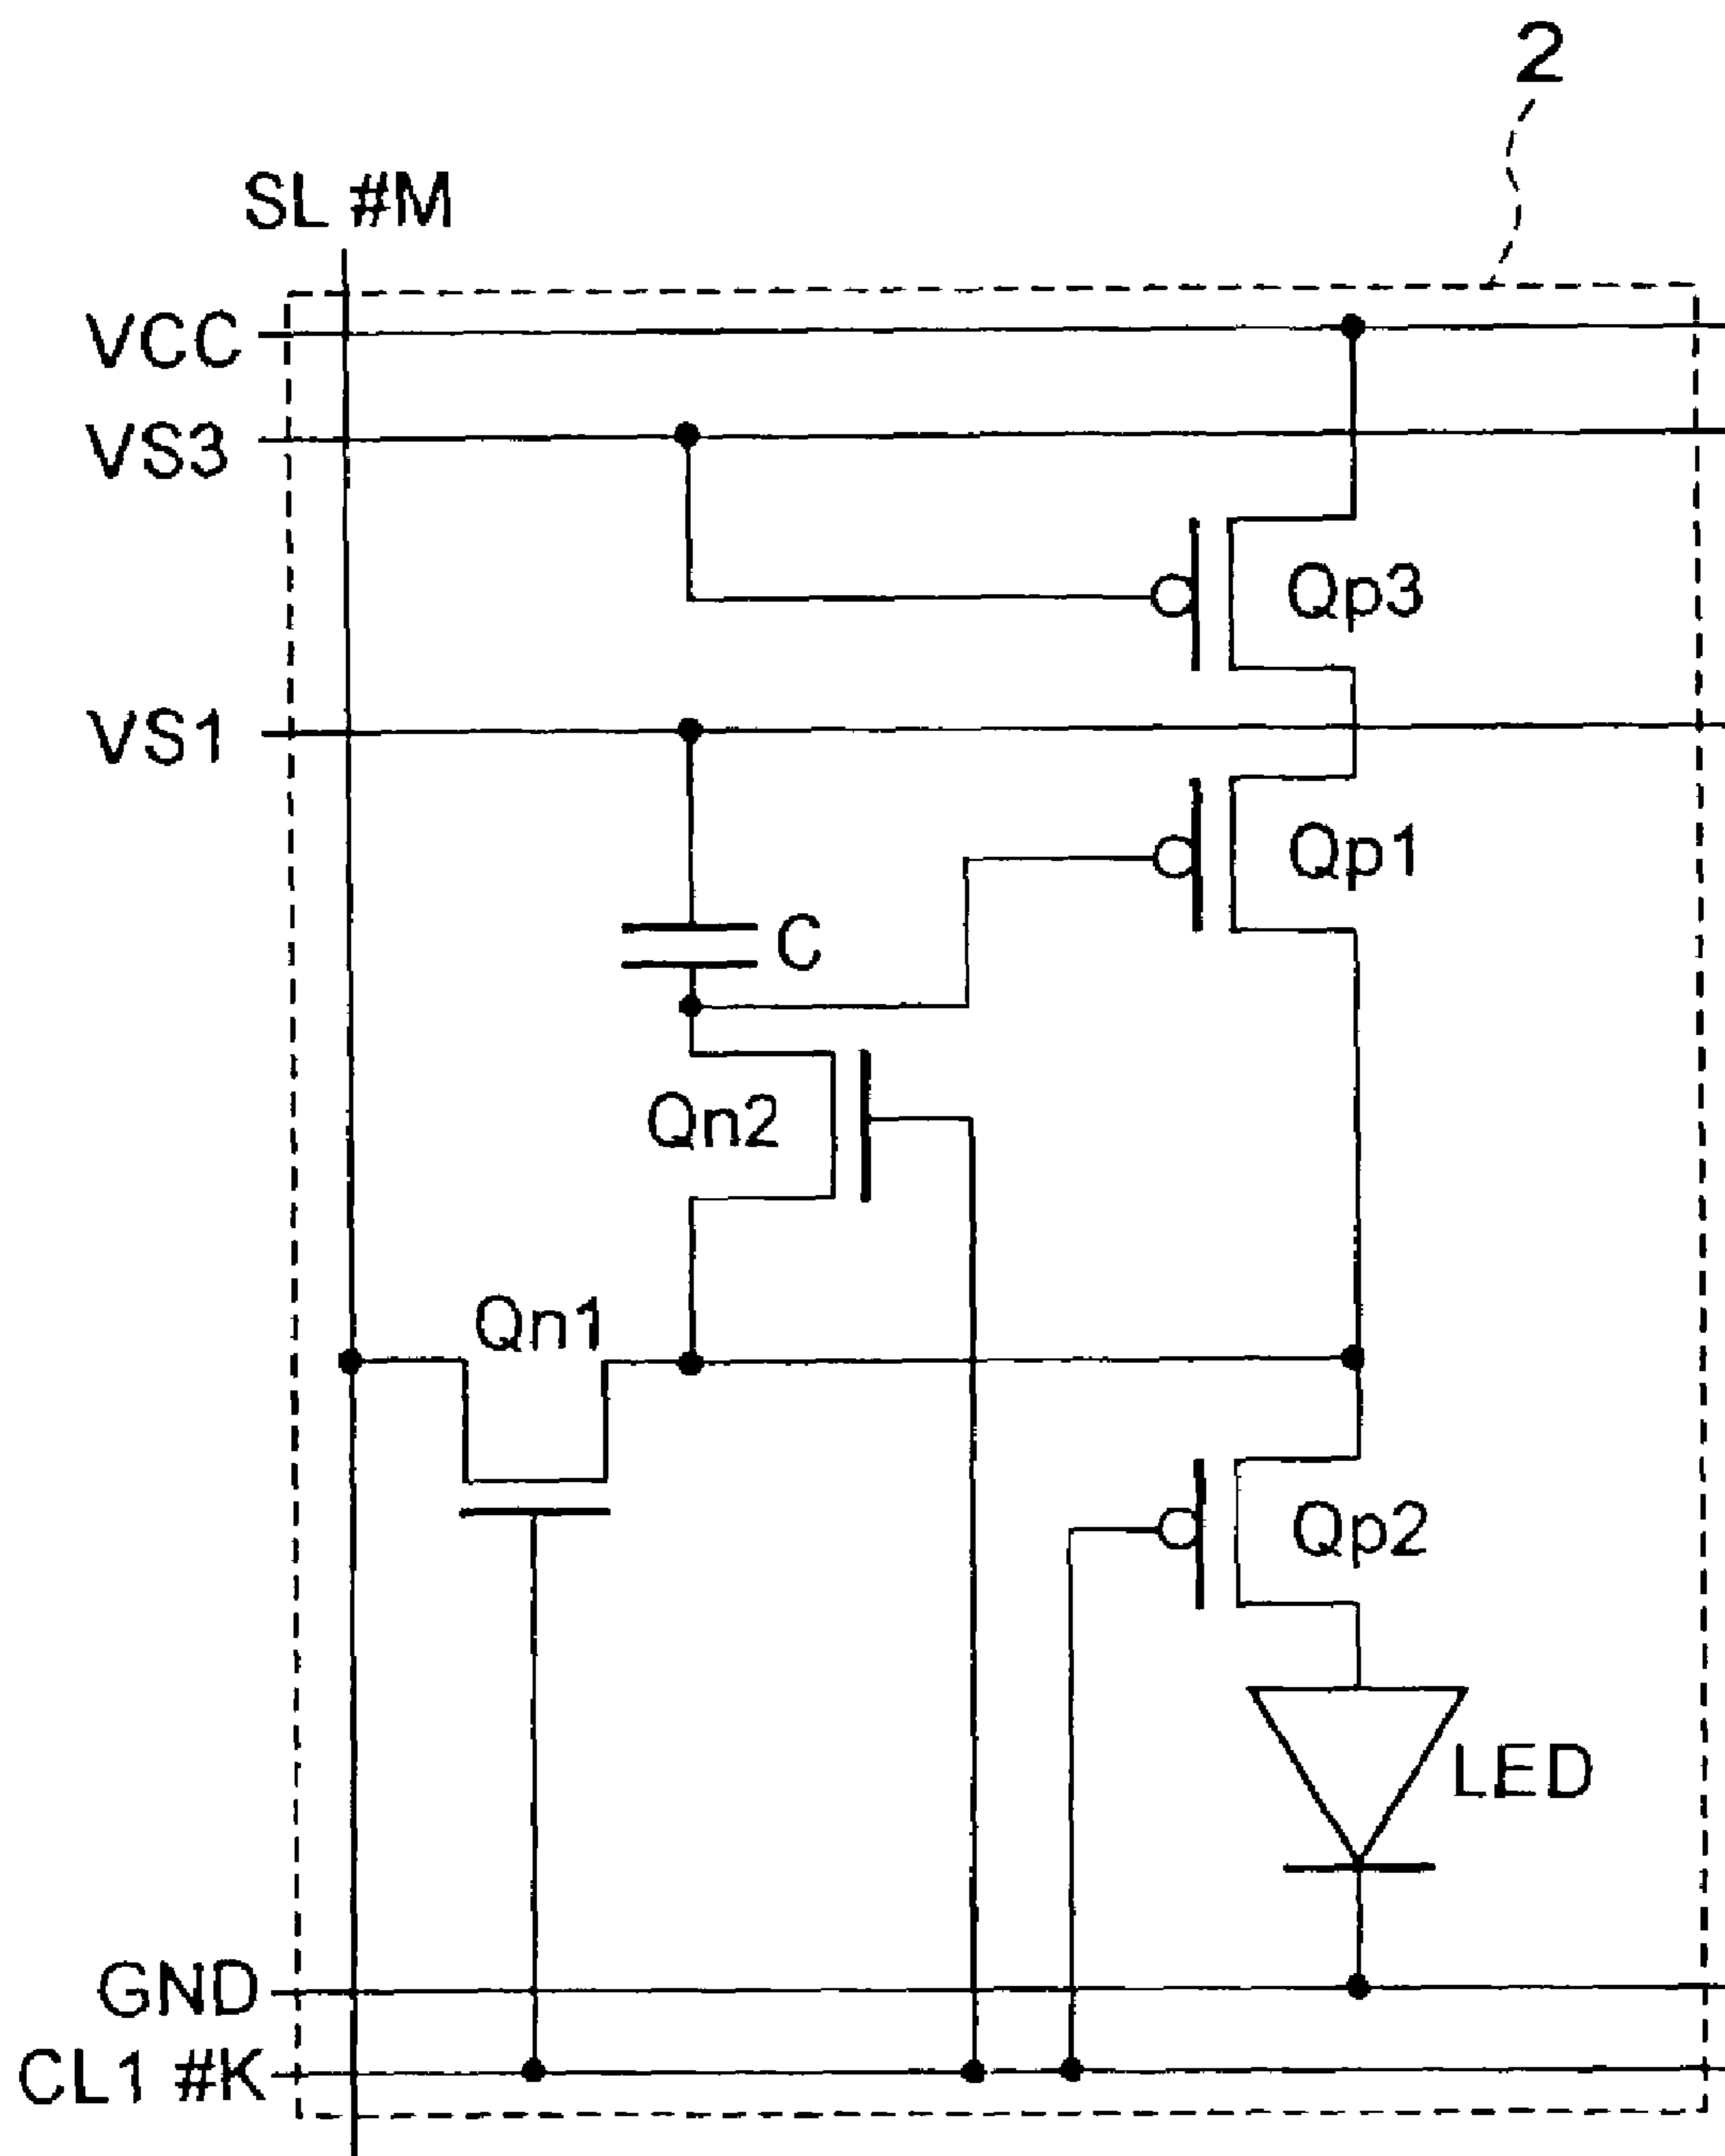 2
SL #M
VCC
VS3
Qp3
VS1
Qp1
C
Qn2
Qn1
Qp2
LED
GND
CL1 #K